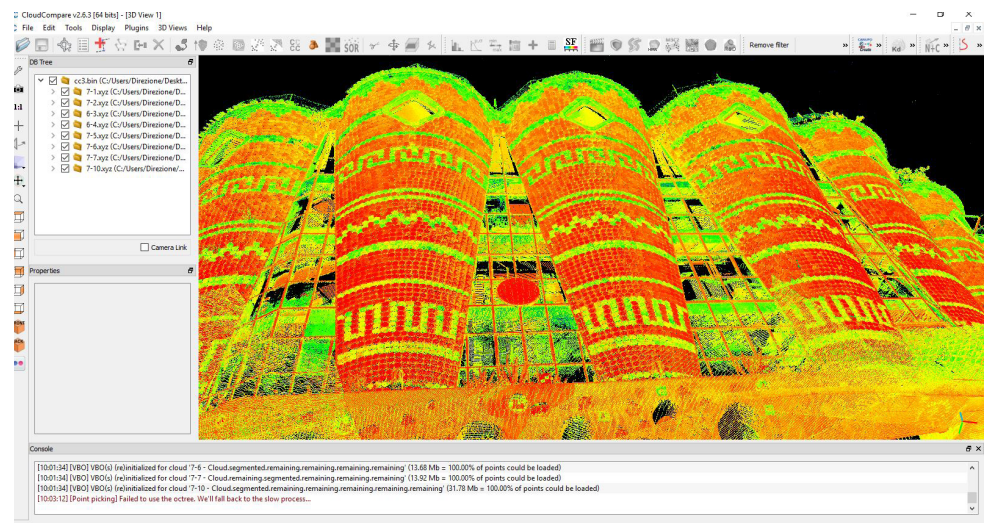 CloudCompare v2.6.3 [64 bits] - [3D View 1]
File Edit Tools Display Plugins 3D Views Help
SOR SF Remove filter » » Kd » N+C » »
DB Tree
cc3.bin (C:/Users/Direzione/Deskt...
7-1.xyz (C:/Users/Direzione/D...
7-2.xyz (C:/Users/Direzione/D...
6-3.xyz (C:/Users/Direzione/D...
6-4.xyz (C:/Users/Direzione/D...
7-5.xyz (C:/Users/Direzione/D...
7-6.xyz (C:/Users/Direzione/D...
7-7.xyz (C:/Users/Direzione/D...
7-10.xyz (C:/Users/Direzione/...
1:1
Camera Link
Properties
Console
[10:01:34] [VBO] VBO(s) (re)initialized for cloud '7-6 - Cloud.segmented.remaining.remaining.remaining.remaining' (13.68 Mb = 100.00% of points could be loaded)
[10:01:34] [VBO] VBO(s) (re)initialized for cloud '7-7 - Cloud.remaining.segmented.remaining.remaining' (13.92 Mb = 100.00% of points could be loaded)
[10:01:34] [VBO] VBO(s) (re)initialized for cloud '7-10 - Cloud.segmented.remaining.remaining.remaining.remaining.remaining' (31.78 Mb = 100.00% of points could be loaded)
[10:03:12] [Point picking] Failed to use the octree. We'll fall back to the slow process...